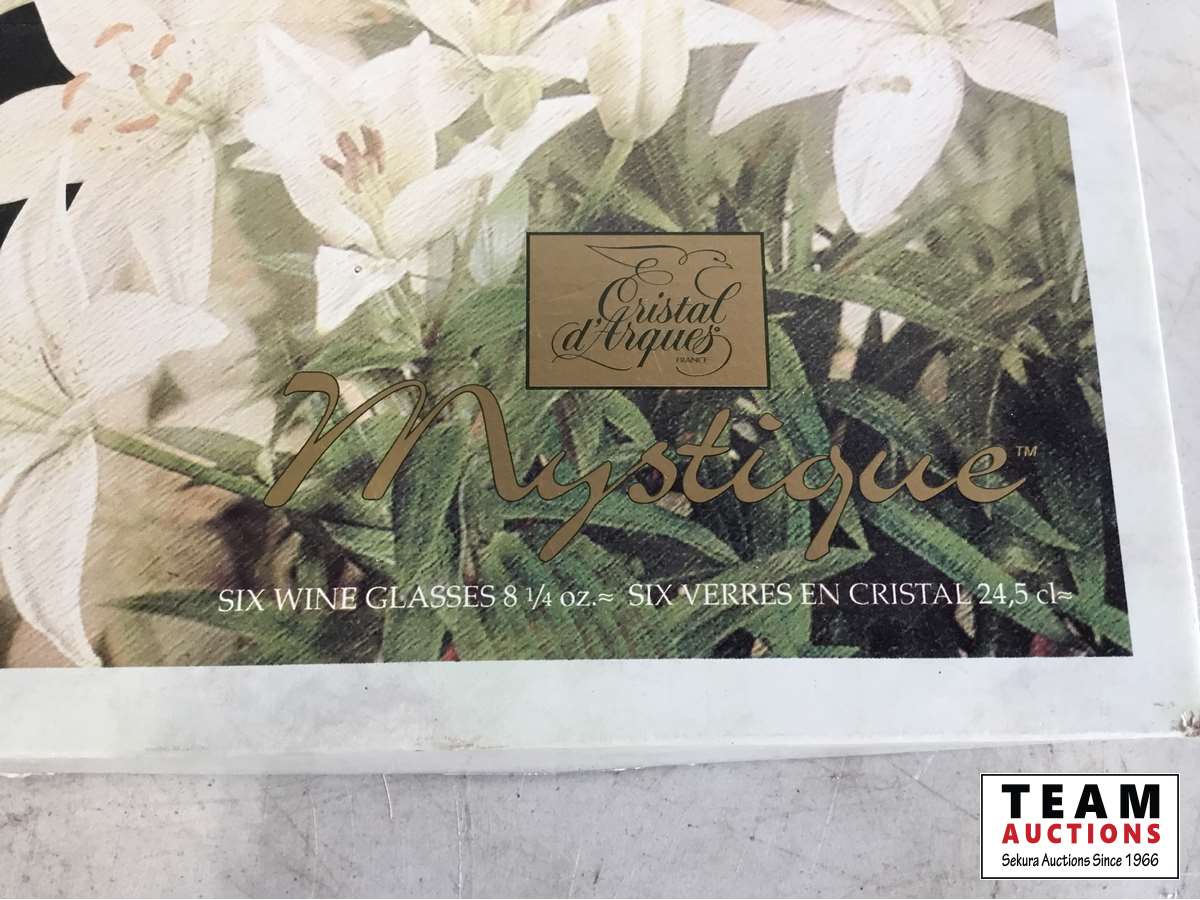 Cristal
d'Arques
FRANCE
Mystique™
SIX WINE GLASSES 8 1/4 oz.≈ SIX VERRES EN CRISTAL 24,5 cl≈
TEAM
AUCTIONS
Sekura Auctions Since 1966